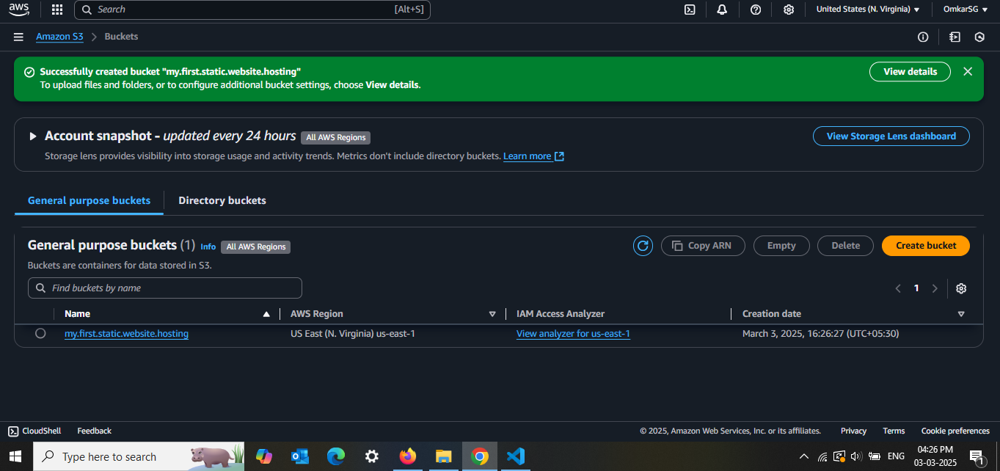 aws
Search [Alt+S]
United States (N. Virginia) OmkarSG
Amazon S3 Buckets
Successfully created bucket "my.first.static.website.hosting"
To upload files and folders, or to configure additional bucket settings, choose View details.
View details
Account snapshot - updated every 24 hours All AWS Regions
View Storage Lens dashboard
Storage lens provides visibility into storage usage and activity trends. Metrics don't include directory buckets. Learn more
General purpose buckets Directory buckets
General purpose buckets (1) Info All AWS Regions
Copy ARN Empty Delete Create bucket
Buckets are containers for data stored in S3.
Find buckets by name
1
Name AWS Region IAM Access Analyzer Creation date
my.first.static.website.hosting US East (N. Virginia) us-east-1 View analyzer for us-east-1 March 3, 2025, 16:26:27 (UTC+05:30)
CloudShell Feedback © 2025, Amazon Web Services, Inc. or its affiliates. Privacy Terms Cookie preferences
Type here to search
ENG
04:26 PM
03-03-2025
1